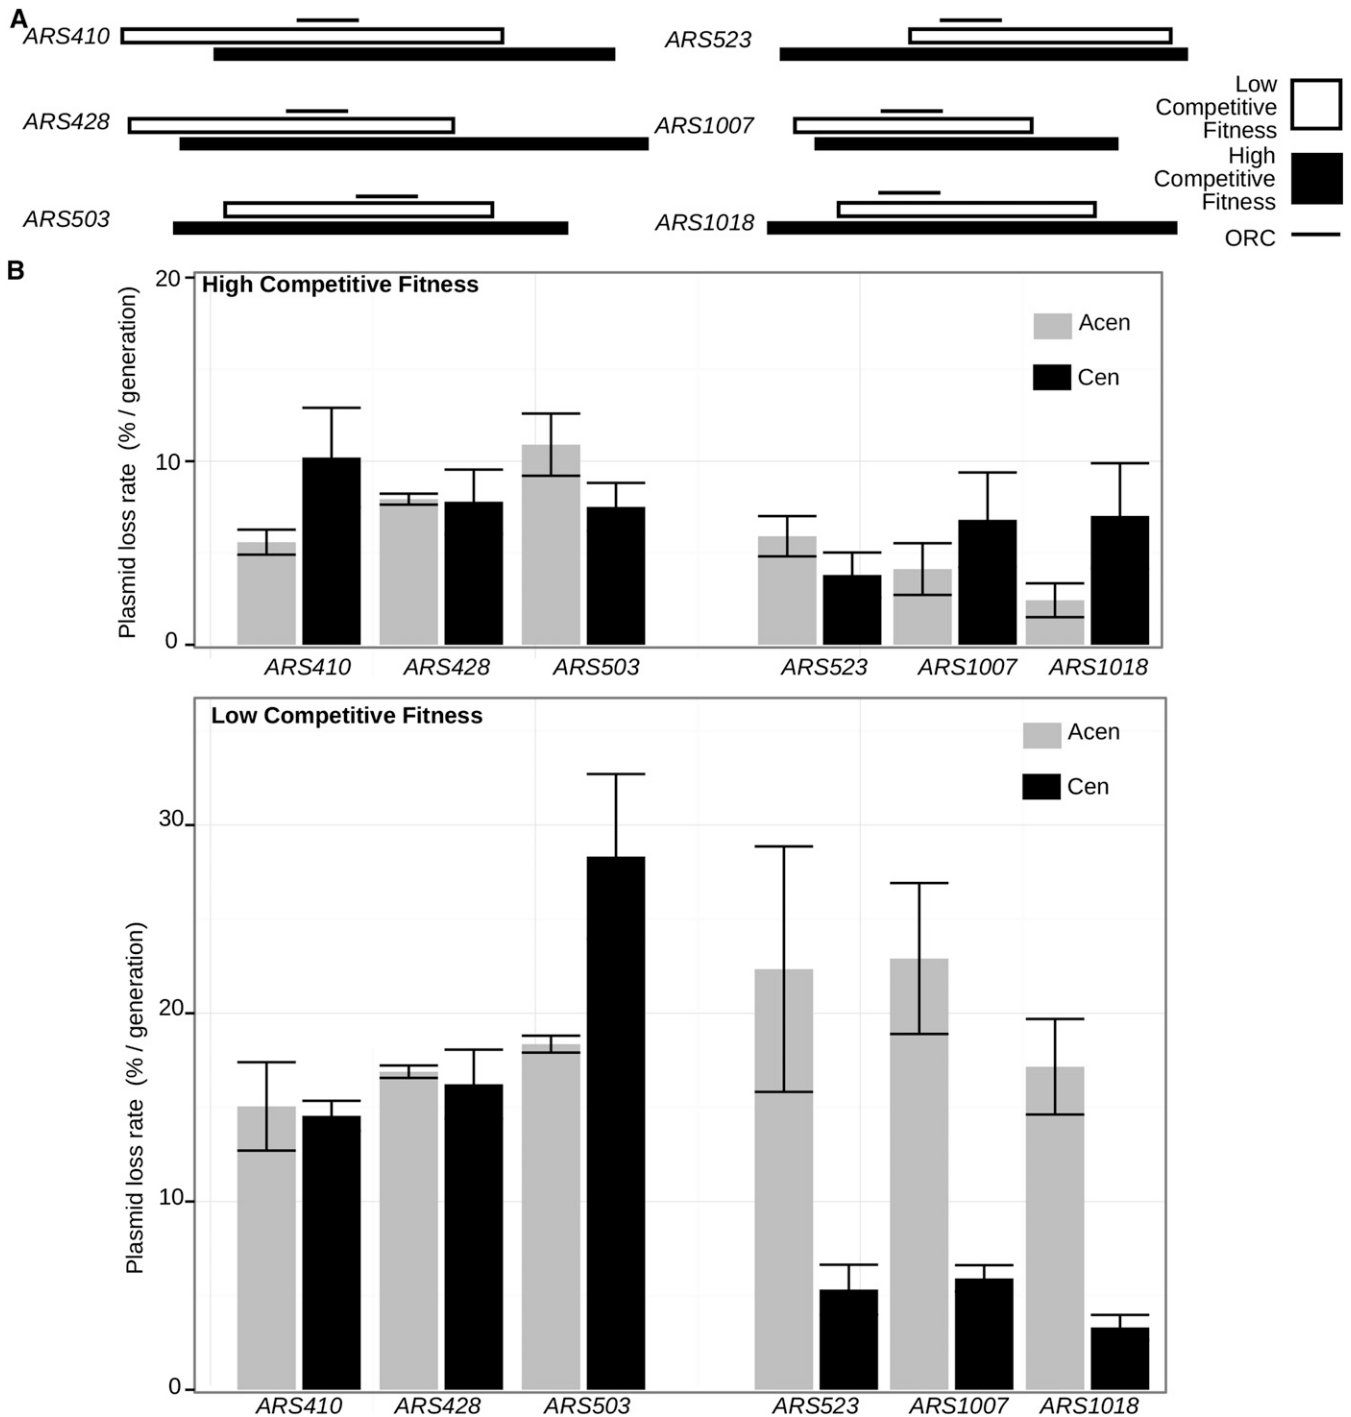 A
ARS410
ARS523
ARS428
ARS1007
ARS503
ARS1018
Low
Competitive
Fitness
High
Competitive
Fitness
ORC
B
High Competitive Fitness
Acen
Cen
Plasmid loss rate (% / generation)
20
10
0
ARS410 ARS428 ARS503 ARS523 ARS1007 ARS1018
Low Competitive Fitness
Acen
Cen
Plasmid loss rate (% / generation)
30
20
10
0
ARS410 ARS428 ARS503 ARS523 ARS1007 ARS1018